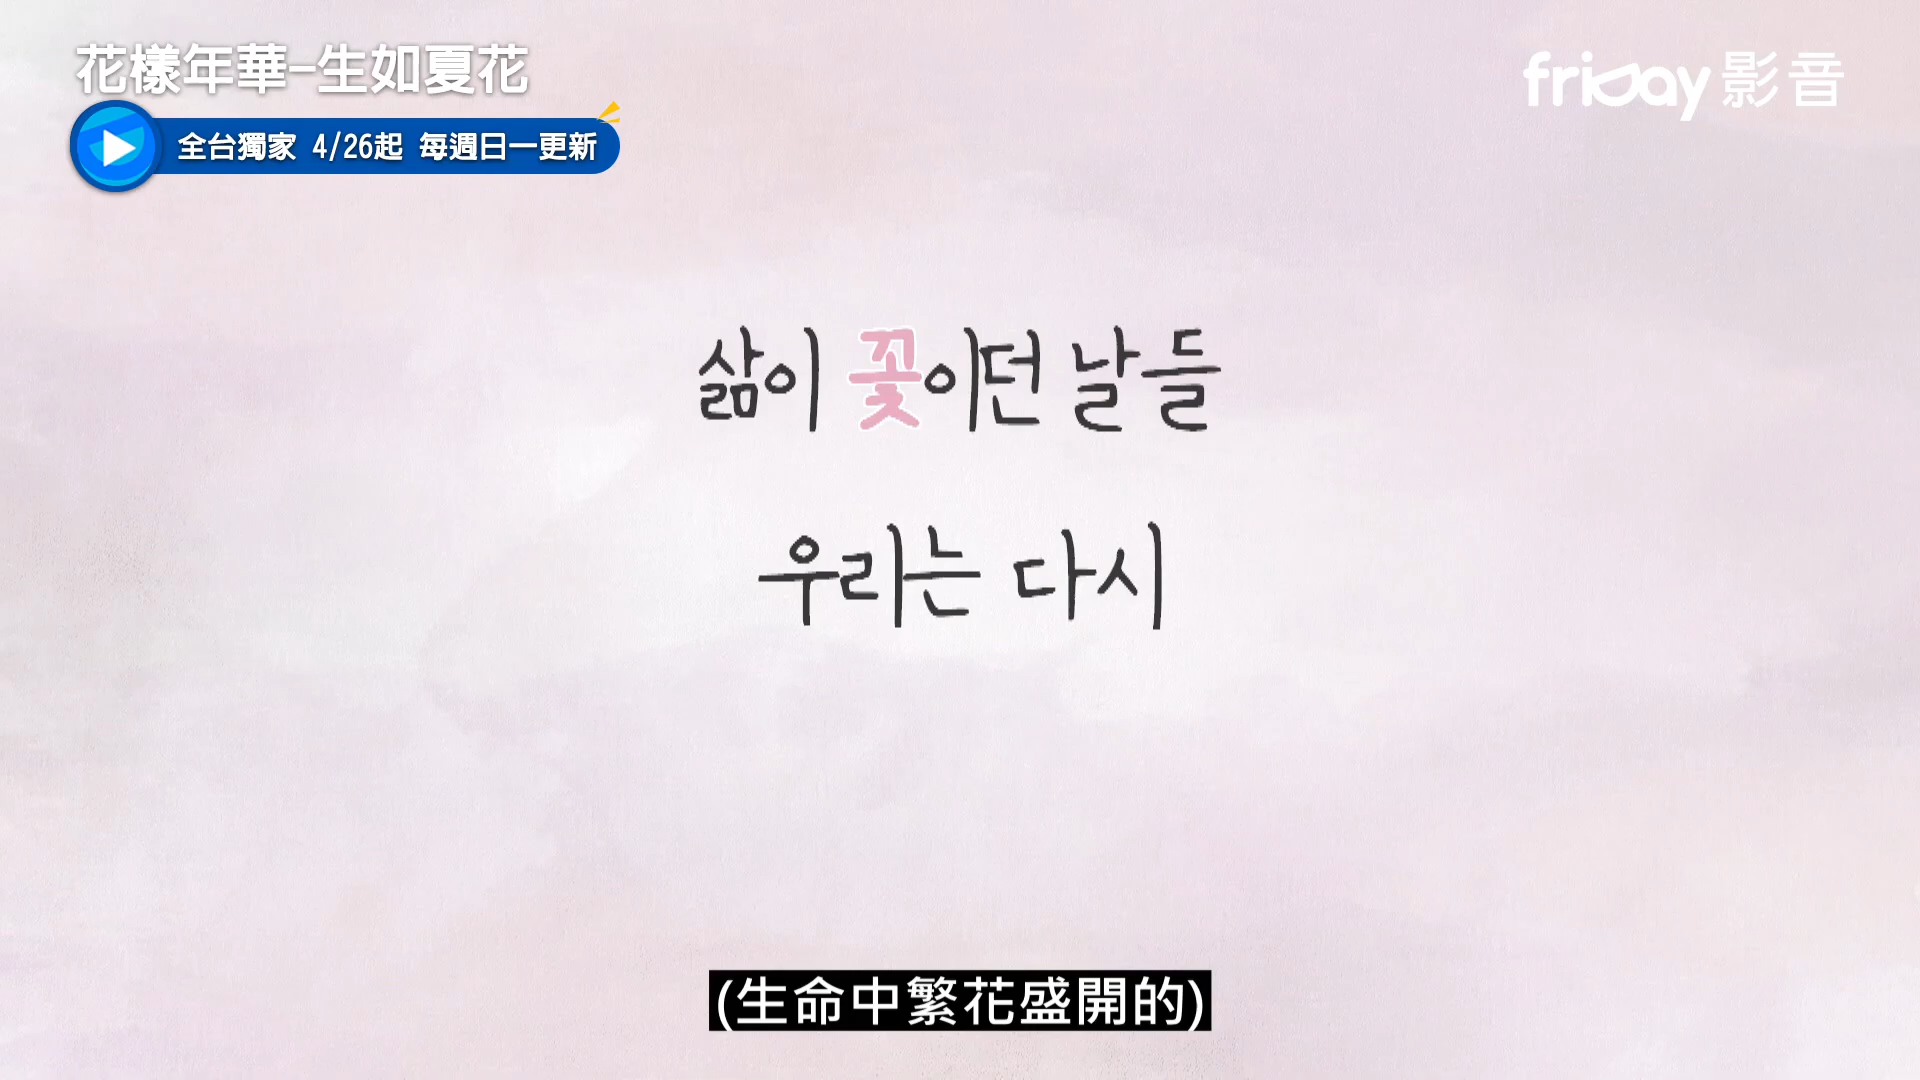 花樣年華-生如夏花
friDay影音
全台獨家 4/26起 每週日一更新
삶이 꽃이던 날들
우리는 다시
(生命中繁花盛開的)